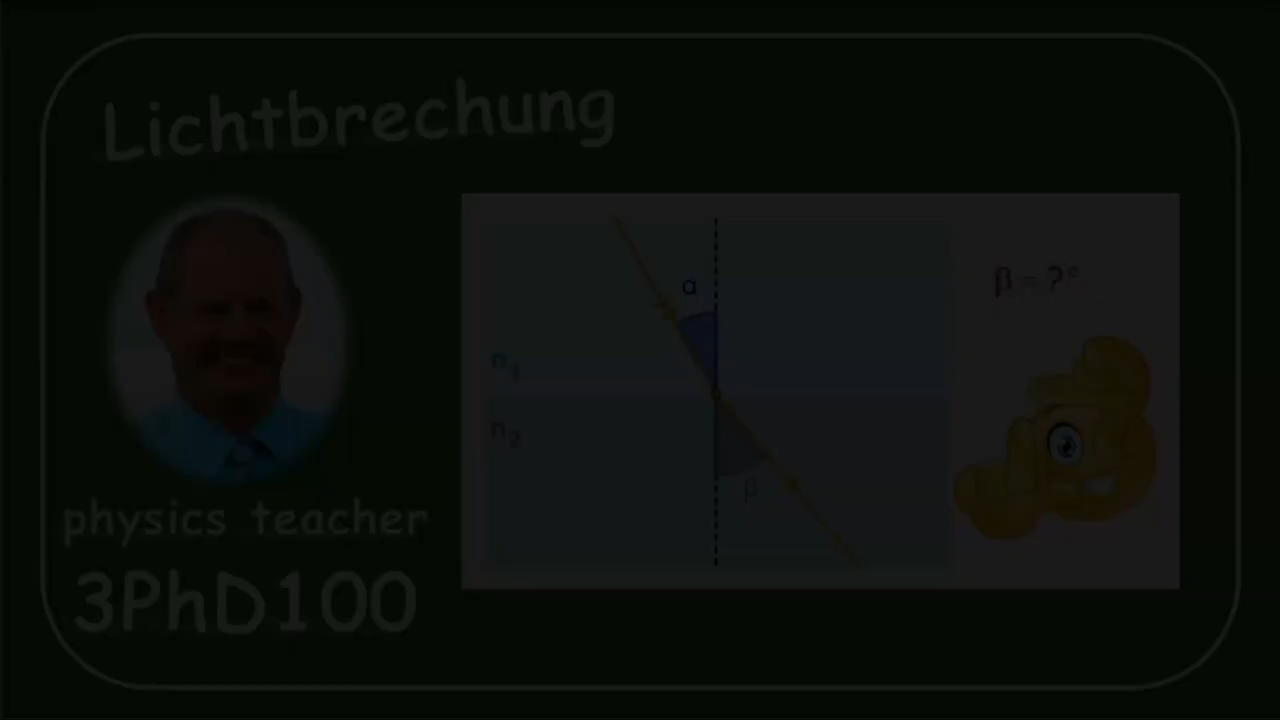 Lichtbrechung
α
β = ?°
n1
n2
β
physics teacher
3PhD100